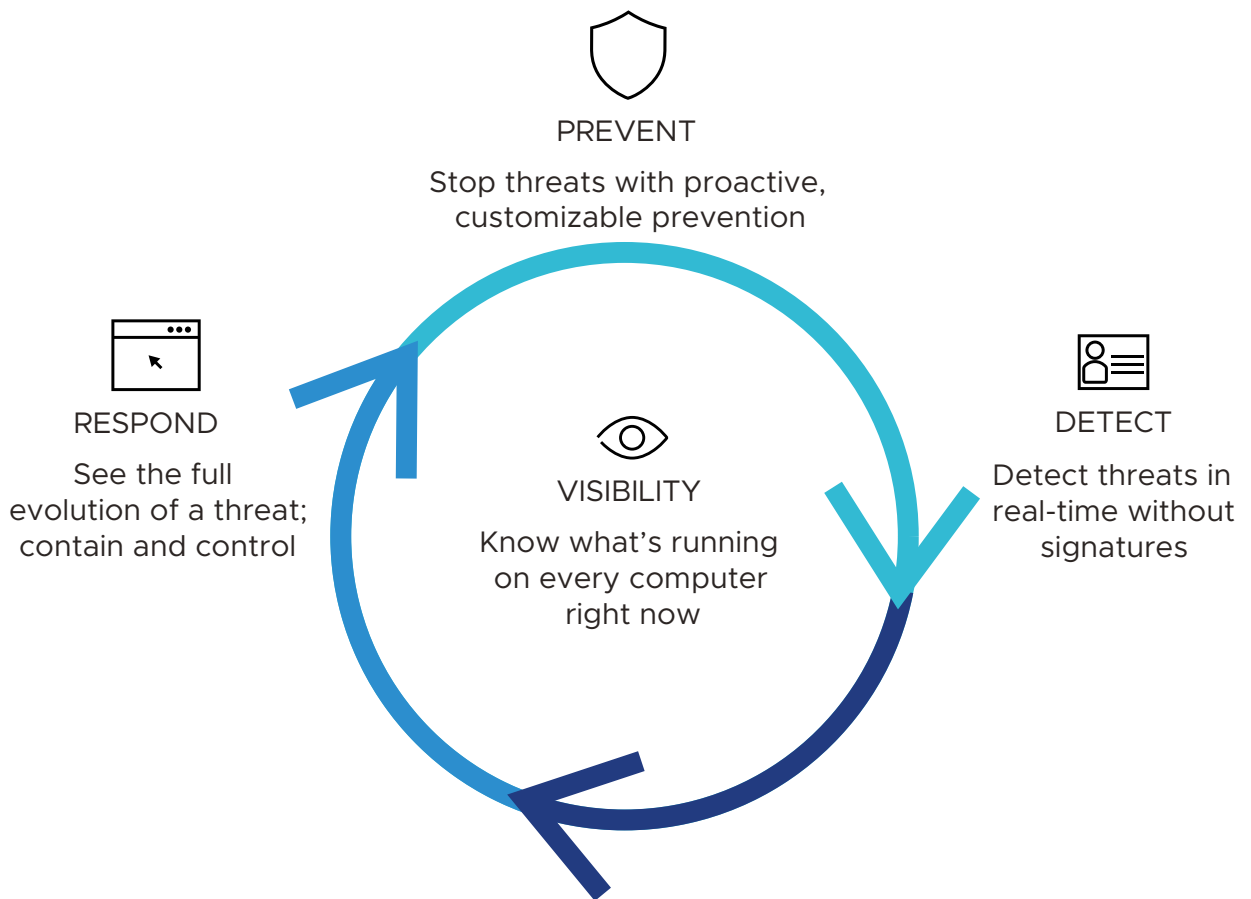 PREVENT
Stop threats with proactive,
customizable prevention
RESPOND
See the full
evolution of a threat;
contain and control
VISIBILITY
Know what’s running
on every computer
right now
DETECT
Detect threats in
real-time without
signatures